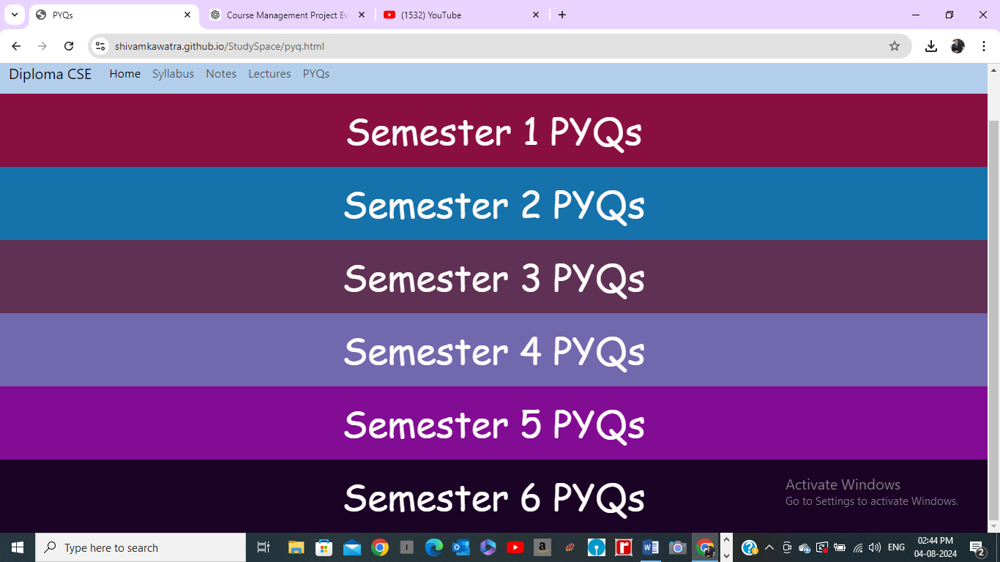 PYQs
Course Management Project Ev
(1532) YouTube
shivamkawatra.github.io/StudySpace/pyq.html
Diploma CSE Home Syllabus Notes Lectures PYQs
Semester 1 PYQs
Semester 2 PYQs
Semester 3 PYQs
Semester 4 PYQs
Semester 5 PYQs
Semester 6 PYQs
Activate Windows
Go to Settings to activate Windows.
Type here to search
ENG
02:44 PM
04-08-2024
2